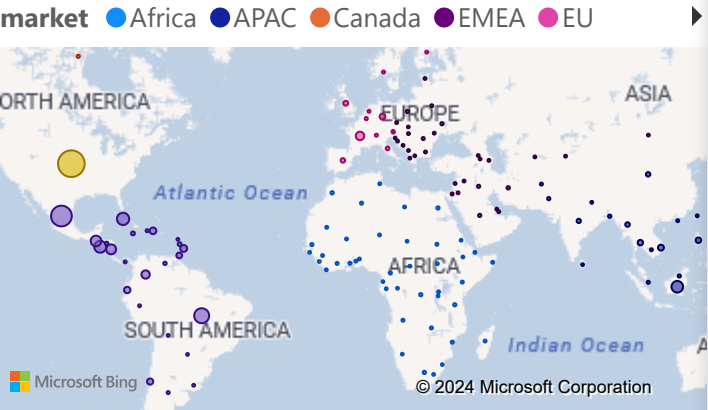 market Africa APAC Canada EMEA EU
ORTH AMERICA
ASIA
EUROPE
Atlantic Ocean
AFRICA
SOUTH AMERICA
Indian Ocean
A
Microsoft Bing
© 2024 Microsoft Corporation